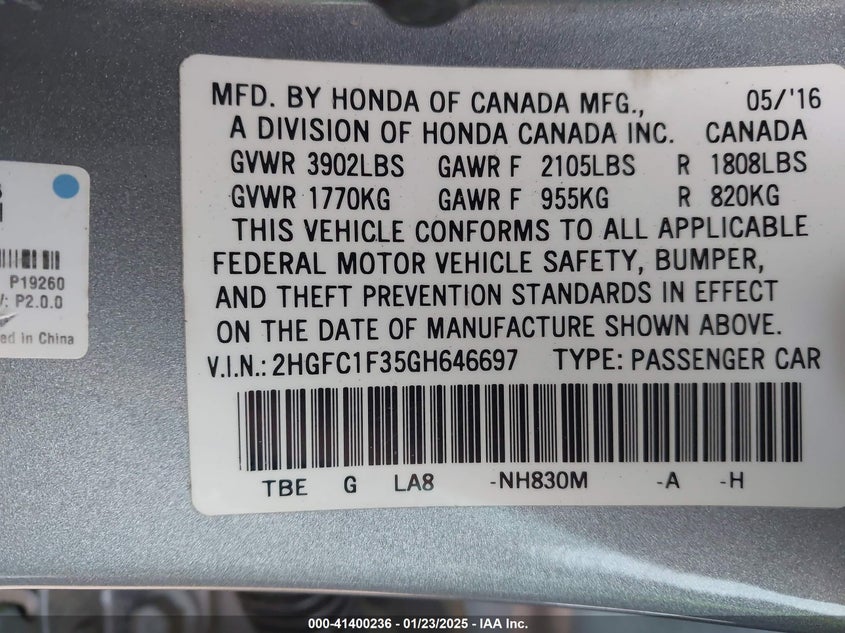 MFD. BY HONDA OF CANADA MFG., 05/'16
A DIVISION OF HONDA CANADA INC. CANADA
GVWR 3902LBS GAWR F 2105LBS R 1808LBS
GVWR 1770KG GAWR F 955KG R 820KG
THIS VEHICLE CONFORMS TO ALL APPLICABLE
FEDERAL MOTOR VEHICLE SAFETY, BUMPER,
AND THEFT PREVENTION STANDARDS IN EFFECT
ON THE DATE OF MANUFACTURE SHOWN ABOVE.
V.I.N.: 2HGFC1F35GH646697 TYPE: PASSENGER CAR
TBE G LA8 -NH830M -A -H
P19260
: P2.0.0
ed in China
000-41400236 - 01/23/2025 - IAA Inc.